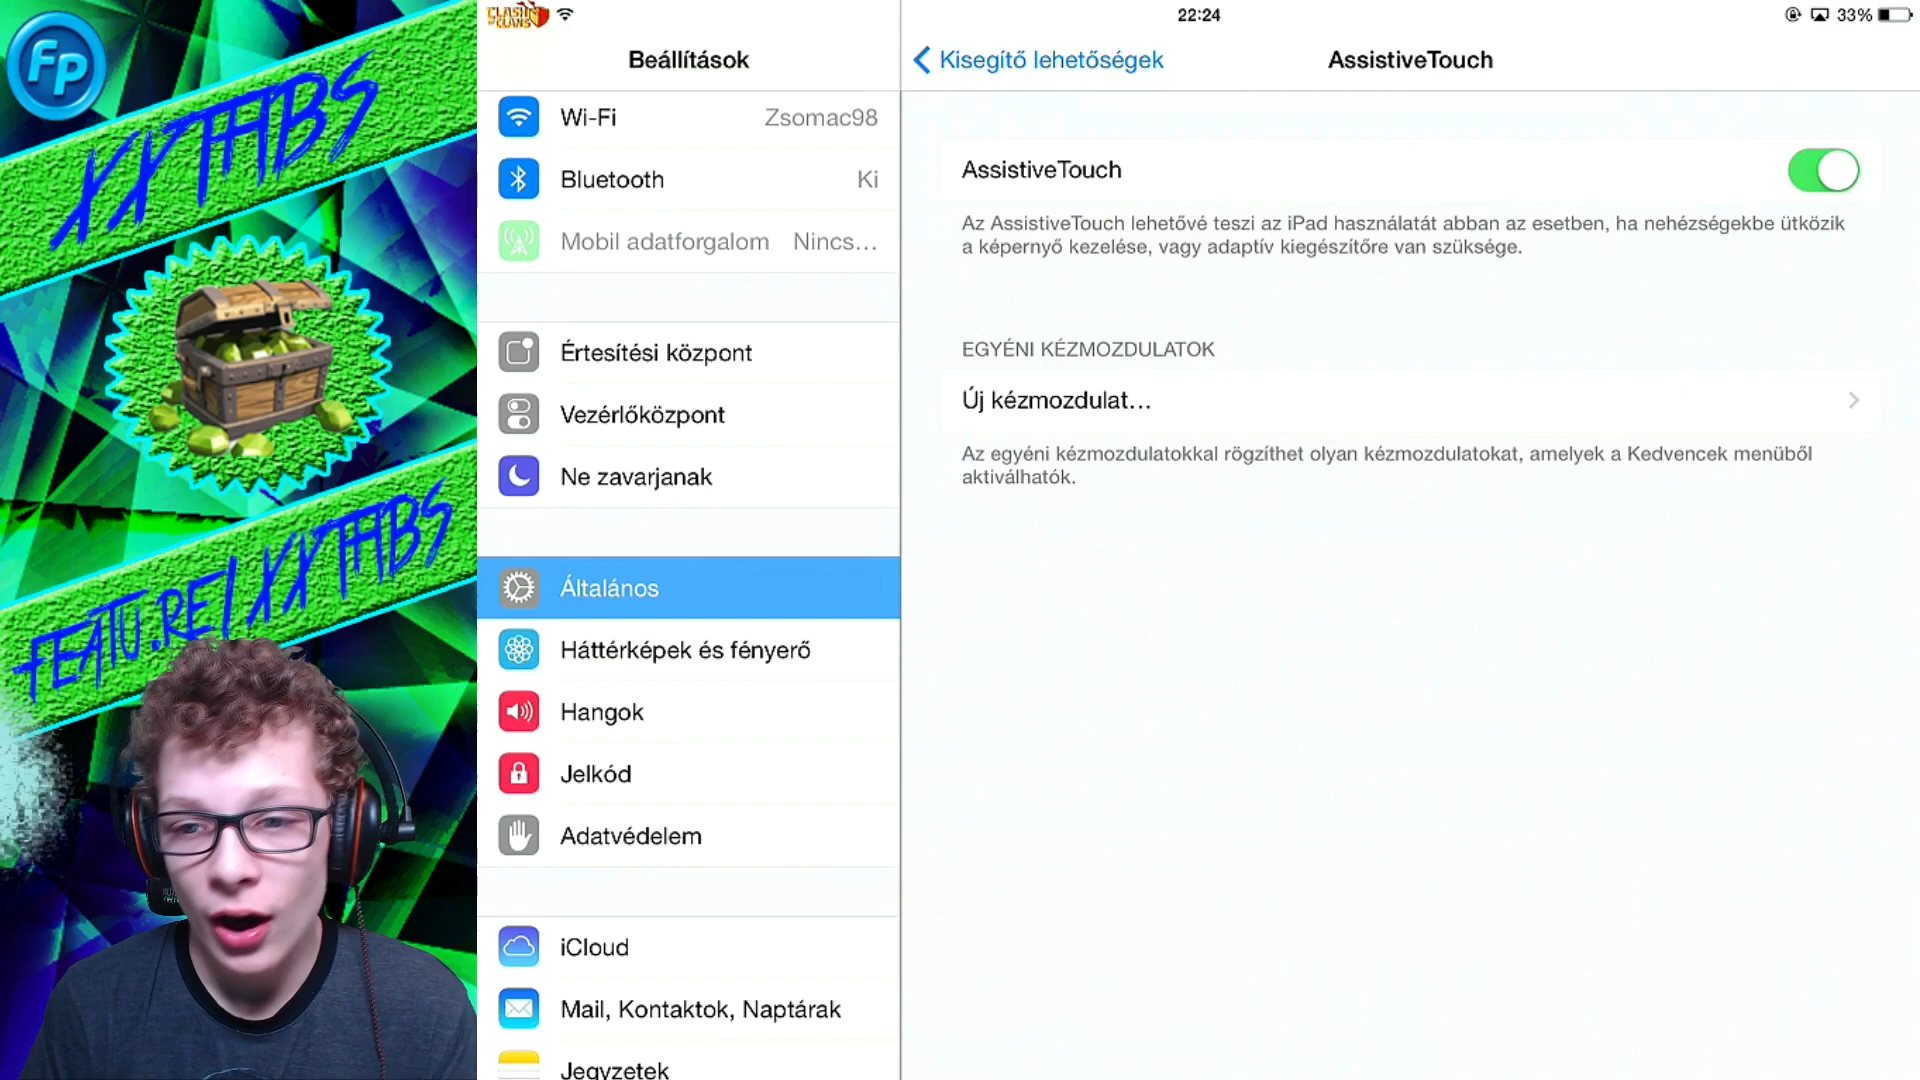 FP
XXTHBS
FEATU.RE/XXTHBS
CLASH
OF CLANS
22:24
33%
Beállítások
Wi-Fi Zsomac98
Bluetooth Ki
Mobil adatforgalom Nincs...
Értesítési központ
Vezérlőközpont
Ne zavarjanak
Általános
Háttérképek és fényerő
Hangok
Jelkód
Adatvédelem
iCloud
Mail, Kontaktok, Naptárak
Jegyzetek
Kisegítő lehetőségek
AssistiveTouch
AssistiveTouch
Az AssistiveTouch lehetővé teszi az iPad használatát abban az esetben, ha nehézségekbe ütközik
a képernyő kezelése, vagy adaptív kiegészítőre van szüksége.
EGYÉNI KÉZMOZDULATOK
Új kézmozdulat...
Az egyéni kézmozdulatokkal rögzíthet olyan kézmozdulatokat, amelyek a Kedvencek menüből
aktiválhatók.